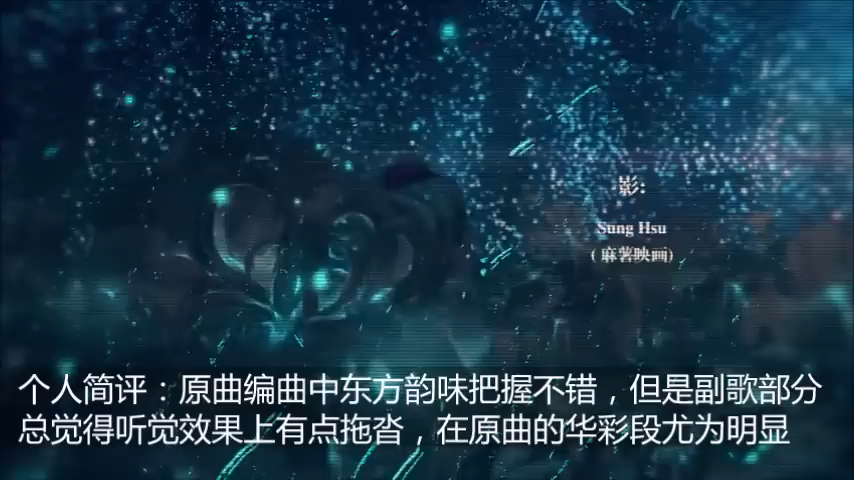 影:
Sung Hsu
( 麻薯映画)
个人简评：原曲编曲中东方韵味把握不错，但是副歌部分
总觉得听觉效果上有点拖沓，在原曲的华彩段尤为明显